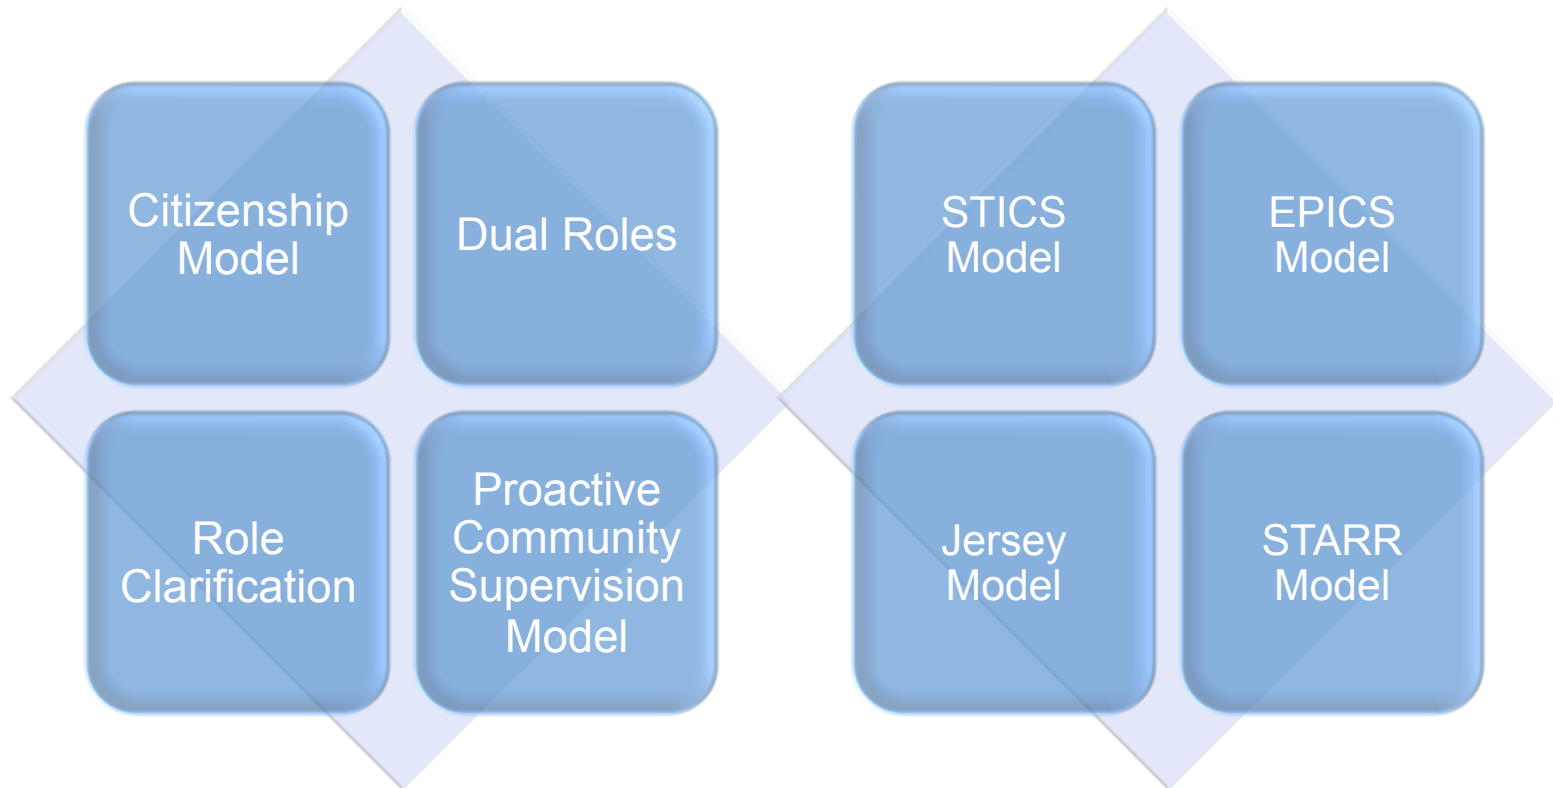 Citizenship
Model
Dual Roles
Role
Clarification
Proactive
Community
Supervision
Model
STICS
Model
EPICS
Model
Jersey
Model
STARR
Model